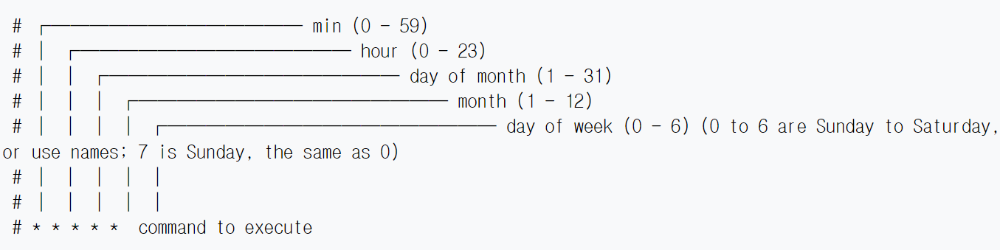 # ┌───────────── min (0 - 59)
# │ ┌────────────── hour (0 - 23)
# │ │ ┌─────────────── day of month (1 - 31)
# │ │ │ ┌──────────────── month (1 - 12)
# │ │ │ │ ┌───────────────── day of week (0 - 6) (0 to 6 are Sunday to Saturday,
or use names; 7 is Sunday, the same as 0)
# │ │ │ │ │
# │ │ │ │ │
# * * * * * command to execute